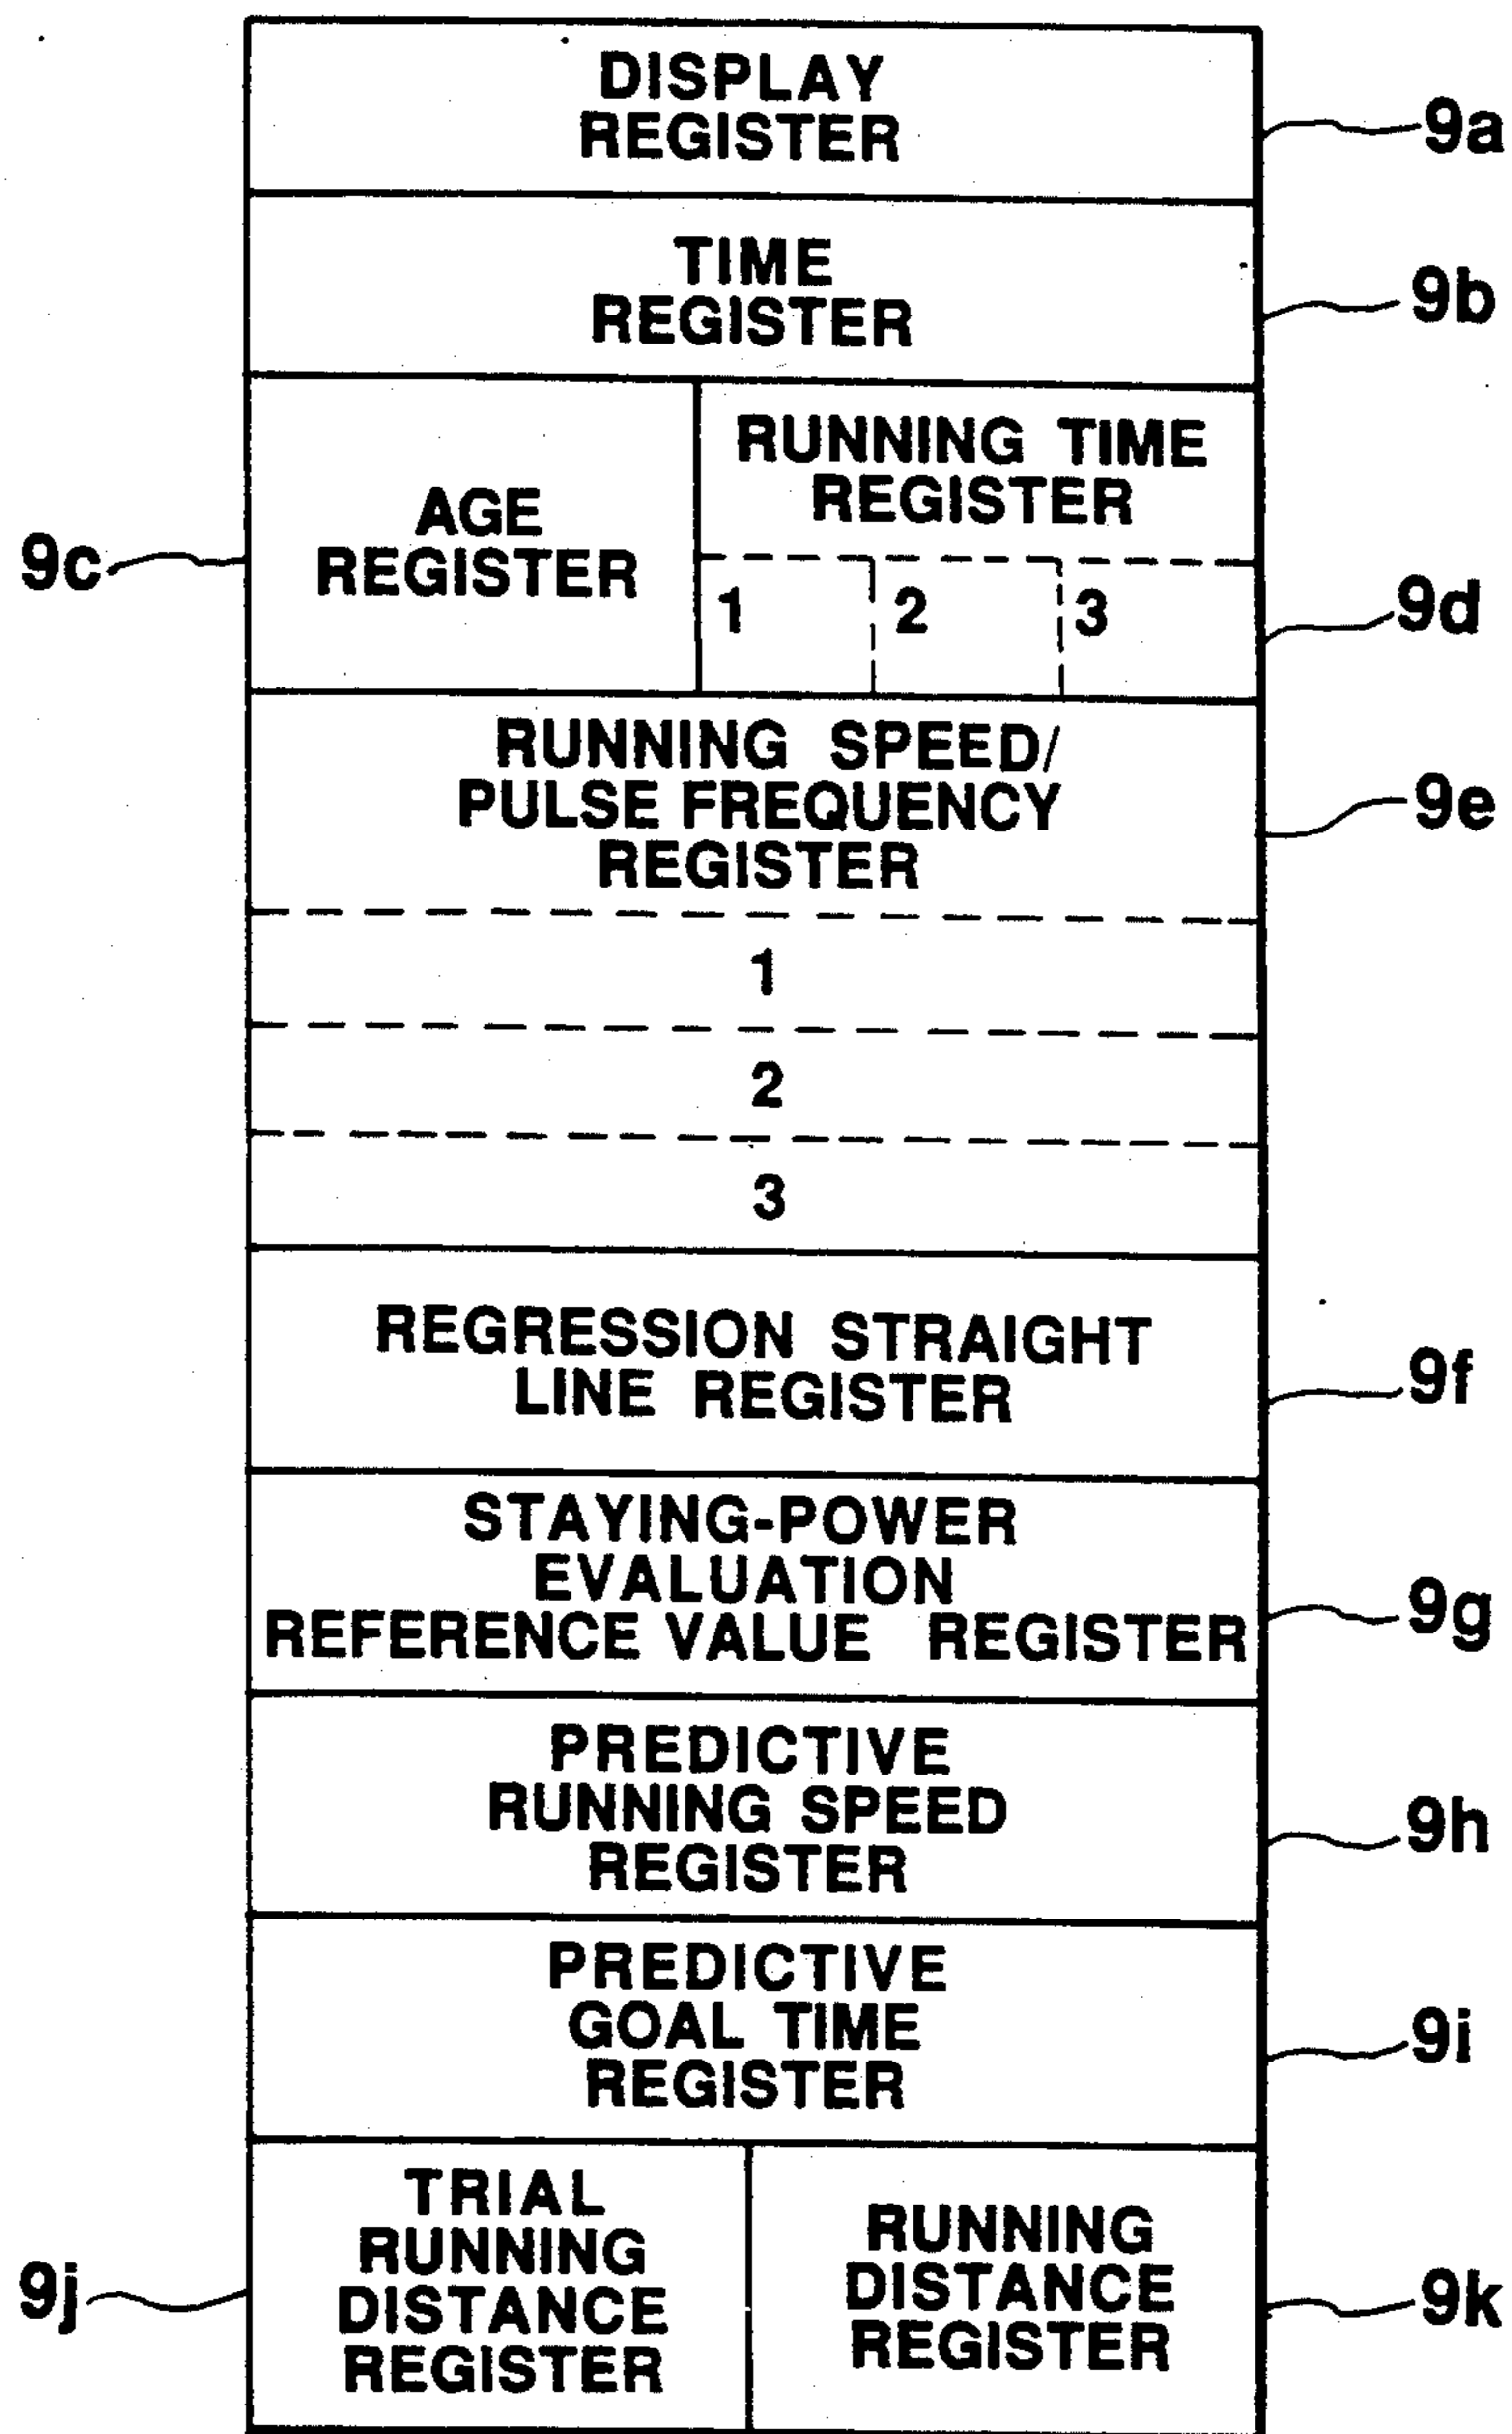 DISPLAY
REGISTER
9a
TIME
REGISTER
9b
9c
AGE
REGISTER
RUNNING TIME
REGISTER
1 2 3
9d
RUNNING SPEED/
PULSE FREQUENCY
REGISTER
9e
1
2
3
REGRESSION STRAIGHT
LINE REGISTER
9f
STAYING-POWER
EVALUATION
REFERENCE VALUE REGISTER
9g
PREDICTIVE
RUNNING SPEED
REGISTER
9h
PREDICTIVE
GOAL TIME
REGISTER
9i
9j
TRIAL
RUNNING
DISTANCE
REGISTER
RUNNING
DISTANCE
REGISTER
9k